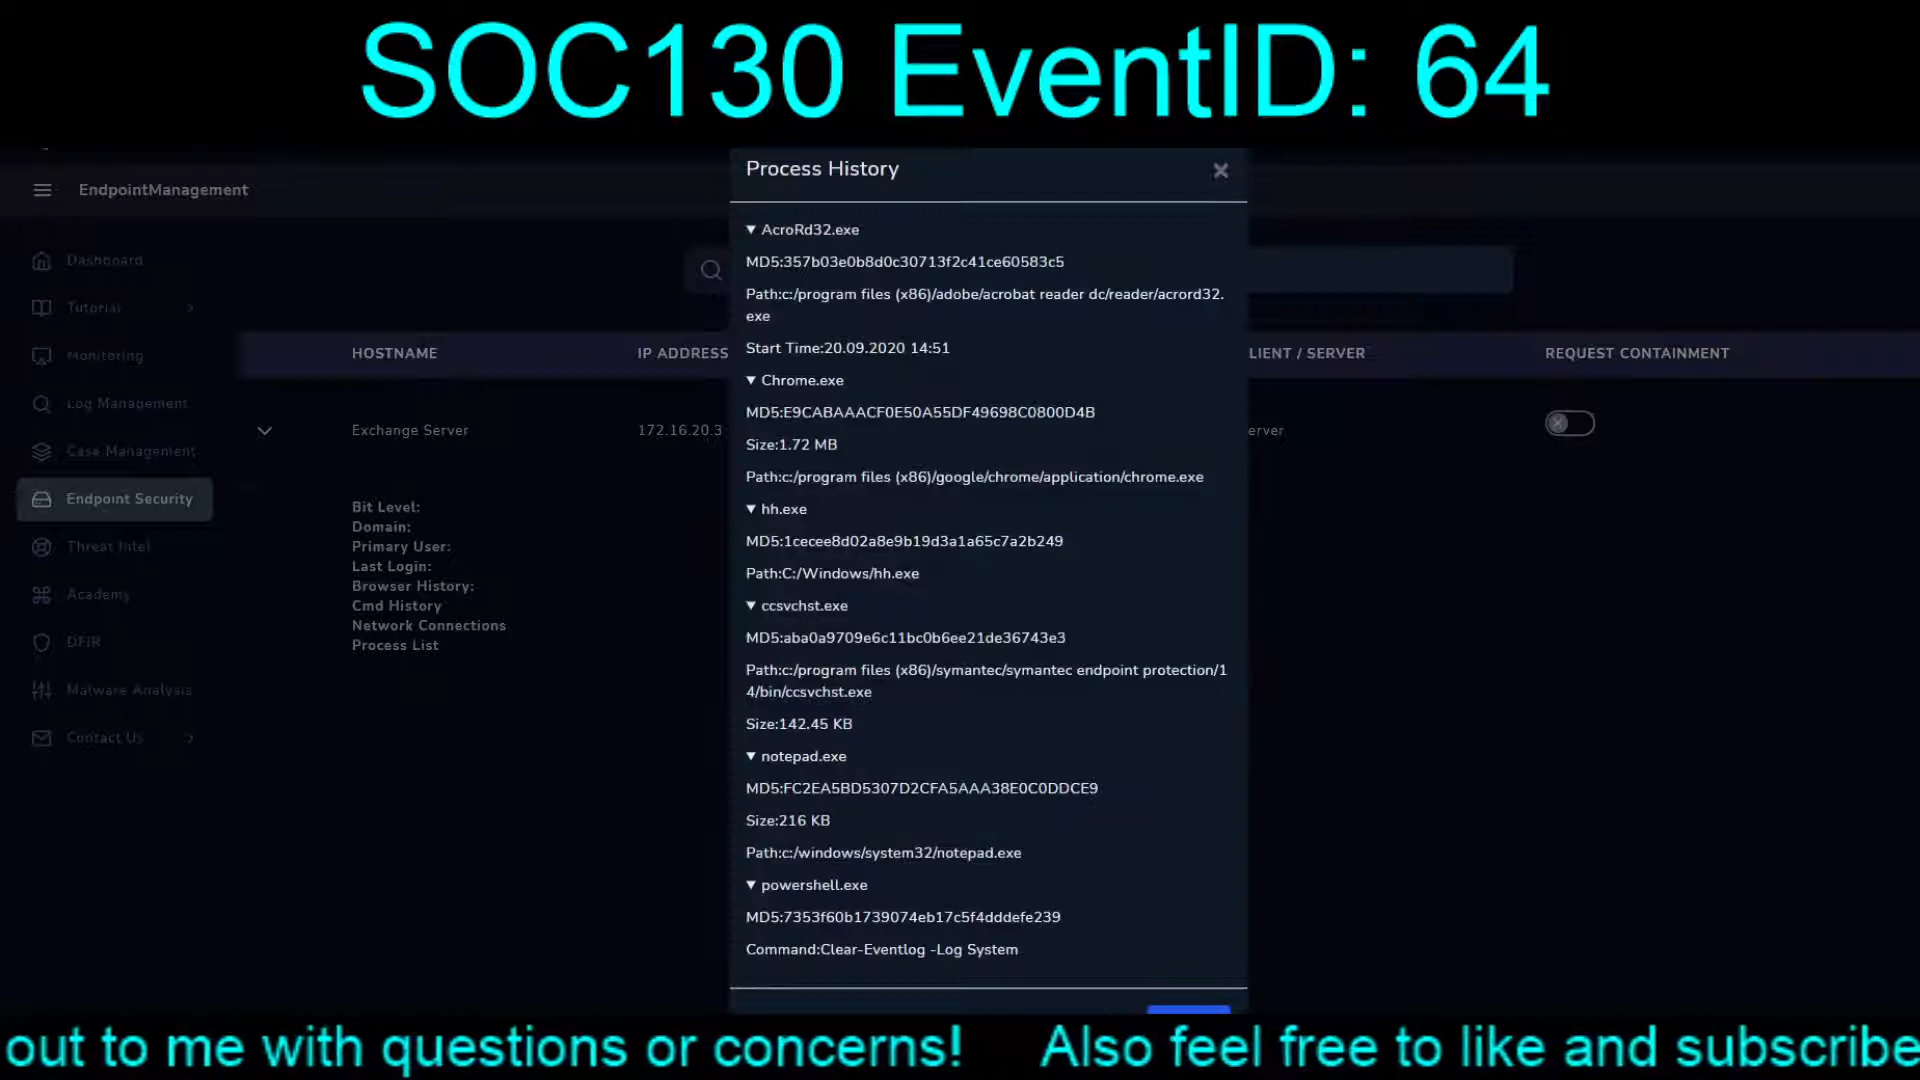 SOC130 EventID: 64
Process History
EndpointManagement
Dashboard
Tutorial
Monitoring
Log Management
Case Management
Endpoint Security
Threat Intel
Academy
DFIR
Malware Analysis
Contact Us
HOSTNAME
IP ADDRESS
LIENT / SERVER
REQUEST CONTAINMENT
Exchange Server
172.16.20.3
erver
Bit Level:
Domain:
Primary User:
Last Login:
Browser History:
Cmd History
Network Connections
Process List
▼ AcroRd32.exe
MD5:357b03e0b8d0c30713f2c41ce60583c5
Path:c:/program files (x86)/adobe/acrobat reader dc/reader/acrord32.
exe
Start Time:20.09.2020 14:51
▼ Chrome.exe
MD5:E9CABAAACF0E50A55DF49698C0800D4B
Size:1.72 MB
Path:c:/program files (x86)/google/chrome/application/chrome.exe
▼ hh.exe
MD5:1cecee8d02a8e9b19d3a1a65c7a2b249
Path:C:/Windows/hh.exe
▼ ccsvchst.exe
MD5:aba0a9709e6c11bc0b6ee21de36743e3
Path:c:/program files (x86)/symantec/symantec endpoint protection/1
4/bin/ccsvchst.exe
Size:142.45 KB
▼ notepad.exe
MD5:FC2EA5BD5307D2CFA5AAA38E0C0DDCE9
Size:216 KB
Path:c:/windows/system32/notepad.exe
▼ powershell.exe
MD5:7353f60b1739074eb17c5f4dddefe239
Command:Clear-Eventlog -Log System
out to me with questions or concerns! Also feel free to like and subscribe